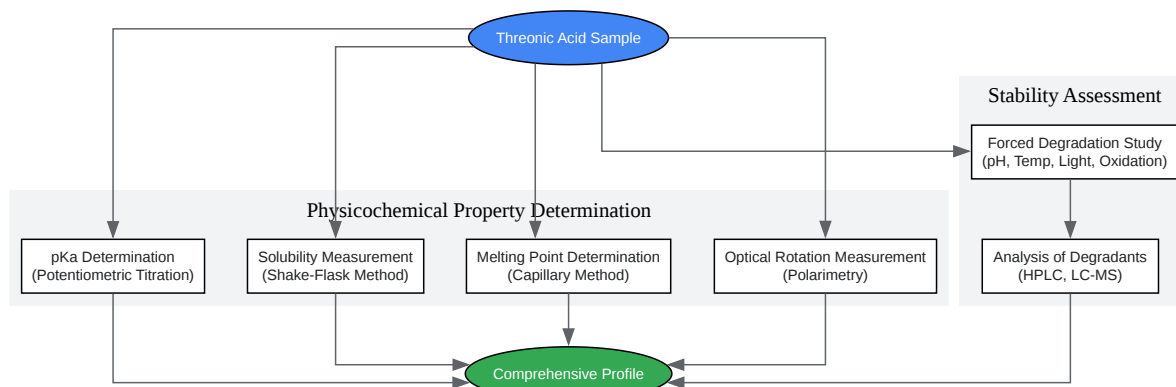 Threonic Acid Sample
Stability Assessment
Forced Degradation Study
(pH, Temp, Light, Oxidation)
Physicochemical Property Determination
pKa Determination
(Potentiometric Titration)
Solubility Measurement
(Shake-Flask Method)
Melting Point Determination
(Capillary Method)
Optical Rotation Measurement
(Polarimetry)
Analysis of Degradants
(HPLC, LC-MS)
Comprehensive Profile